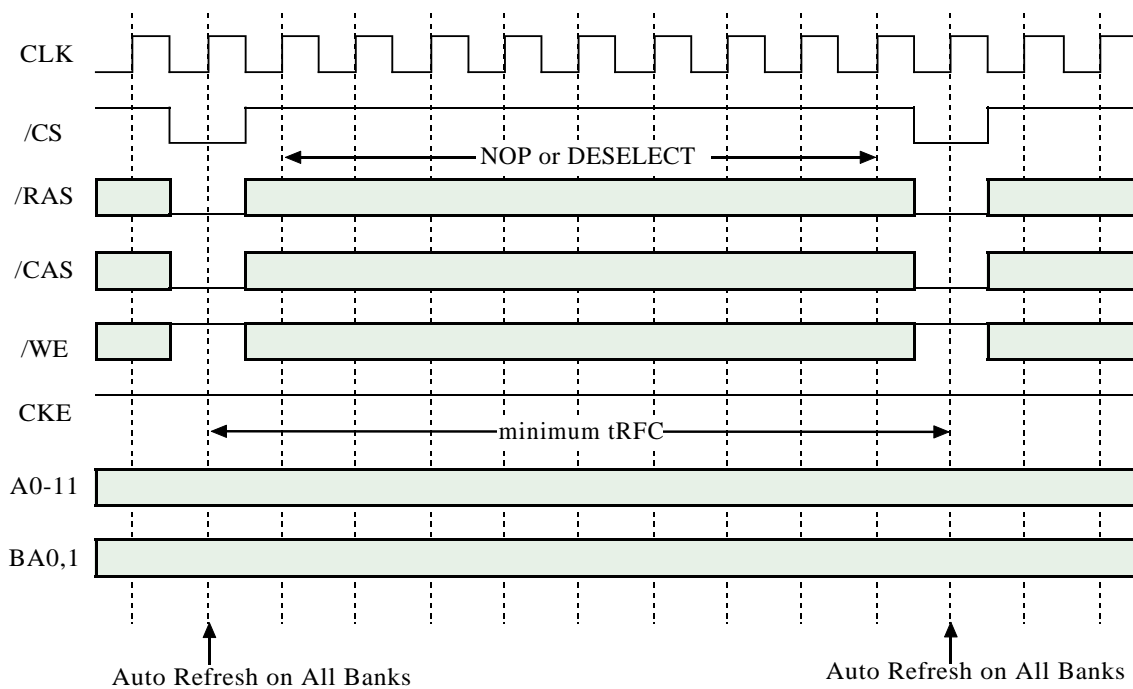 CLK
/CS
NOP or DESELECT
/RAS
/CAS
/WE
CKE
minimum tRFC
A0-11
BA0,1
Auto Refresh on All Banks
Auto Refresh on All Banks